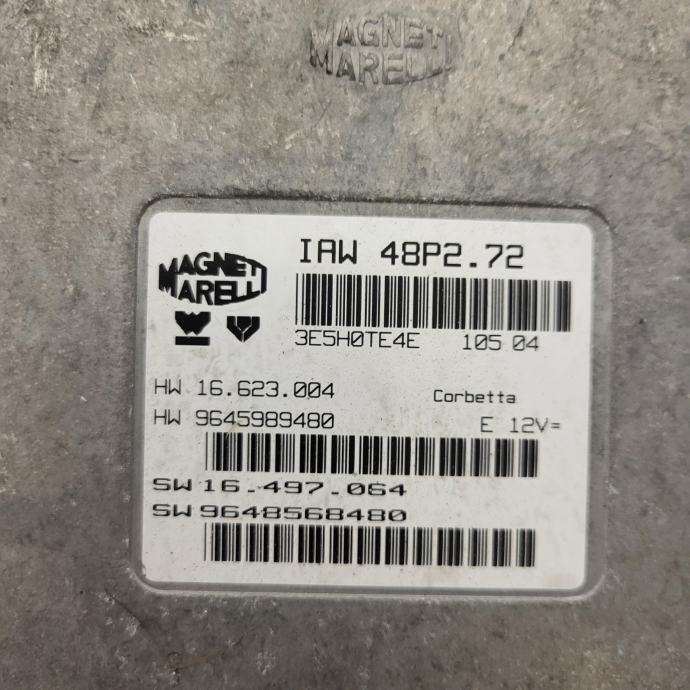 MAGNETI
MARELLI
IAW 48P2.72
MAGNETI
MARELLI
3E5H0TE4E 105 04
HW 16.623.004 Corbetta
HW 9645989480 E 12V=
SW 16.497.064
SW 9648568480